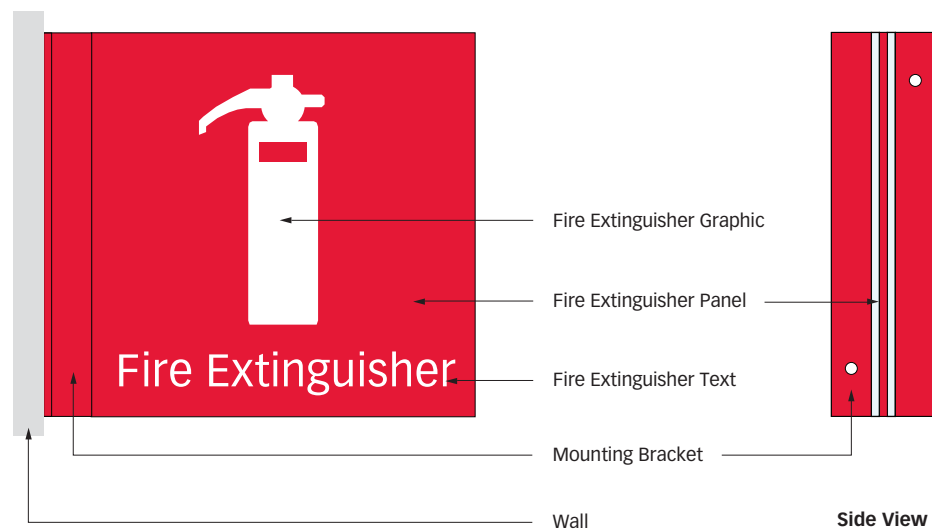 Fire Extinguisher
Fire Extinguisher Graphic
Fire Extinguisher Panel
Fire Extinguisher Text
Mounting Bracket
Wall
Side View